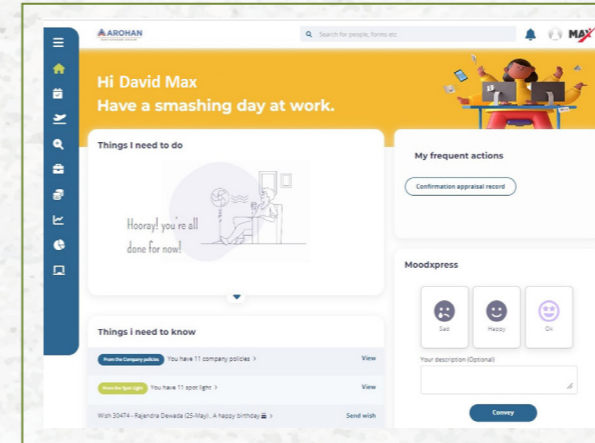 AROHAN
Search for people, forms etc
MAX
Hi David Max
Have a smashing day at work.
Things I need to do
Hooray! you're all
done for now!
My frequent actions
Confirmation appraisal record
Moodxpress
Sad
Happy
Ok
Your description (Optional)
Convey
Things i need to know
From the Company policies You have 11 company policies > View
From the Spot light You have 11 spot light > View
Wish 30474 - Rajendra Dewada (25-May) , A happy birthday > Send wish